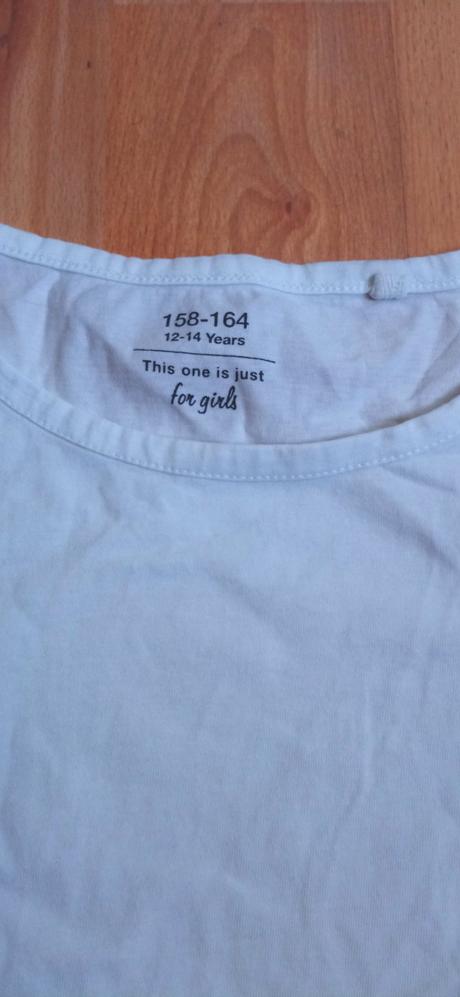 158-164
12-14 Years
This one is just
for girls